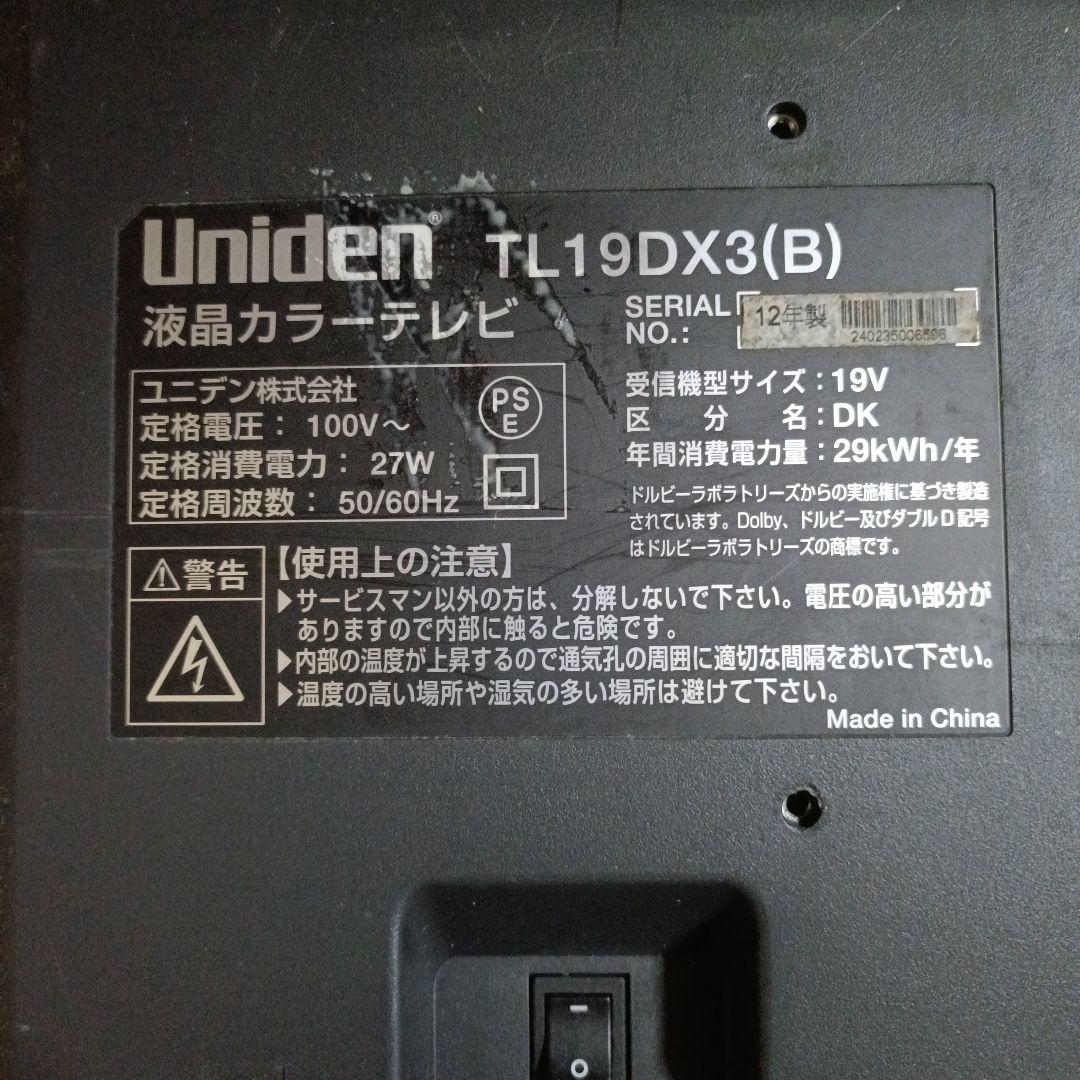 Uniden® TL19DX3(B)
液晶カラーテレビ
SERIAL
NO.:
12年製
240235006596
ユニデン株式会社
定格電圧： 100V～
定格消費電力： 27W
定格周波数： 50/60Hz
PS
E
受信機型サイズ：19V
区分名：DK
年間消費電力量：29kWh/年
ドルビーラボラトリーズからの実施権に基づき製造
されています。Dolby、ドルビー及びダブルD記号
はドルビーラボラトリーズの商標です。
警告
【使用上の注意】
▶サービスマン以外の方は、分解しないで下さい。電圧の高い部分が
ありますので内部に触ると危険です。
▶内部の温度が上昇するので通気孔の周囲に適切な間隔をおいて下さい。
▶温度の高い場所や湿気の多い場所は避けて下さい。
Made in China